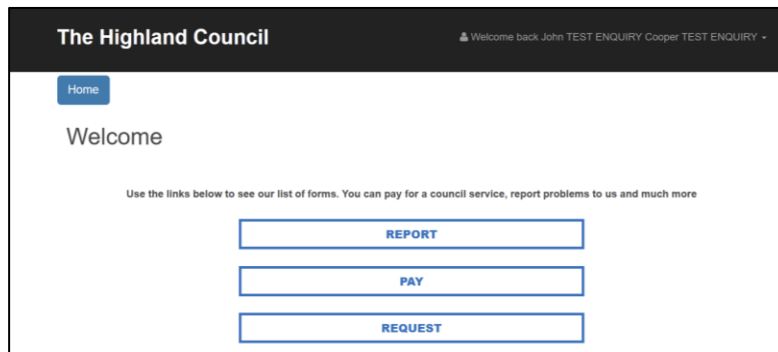 The Highland Council
Welcome back John TEST ENQUIRY Cooper TEST ENQUIRY
Home
Welcome
Use the links below to see our list of forms. You can pay for a council service, report problems to us and much more
REPORT
PAY
REQUEST